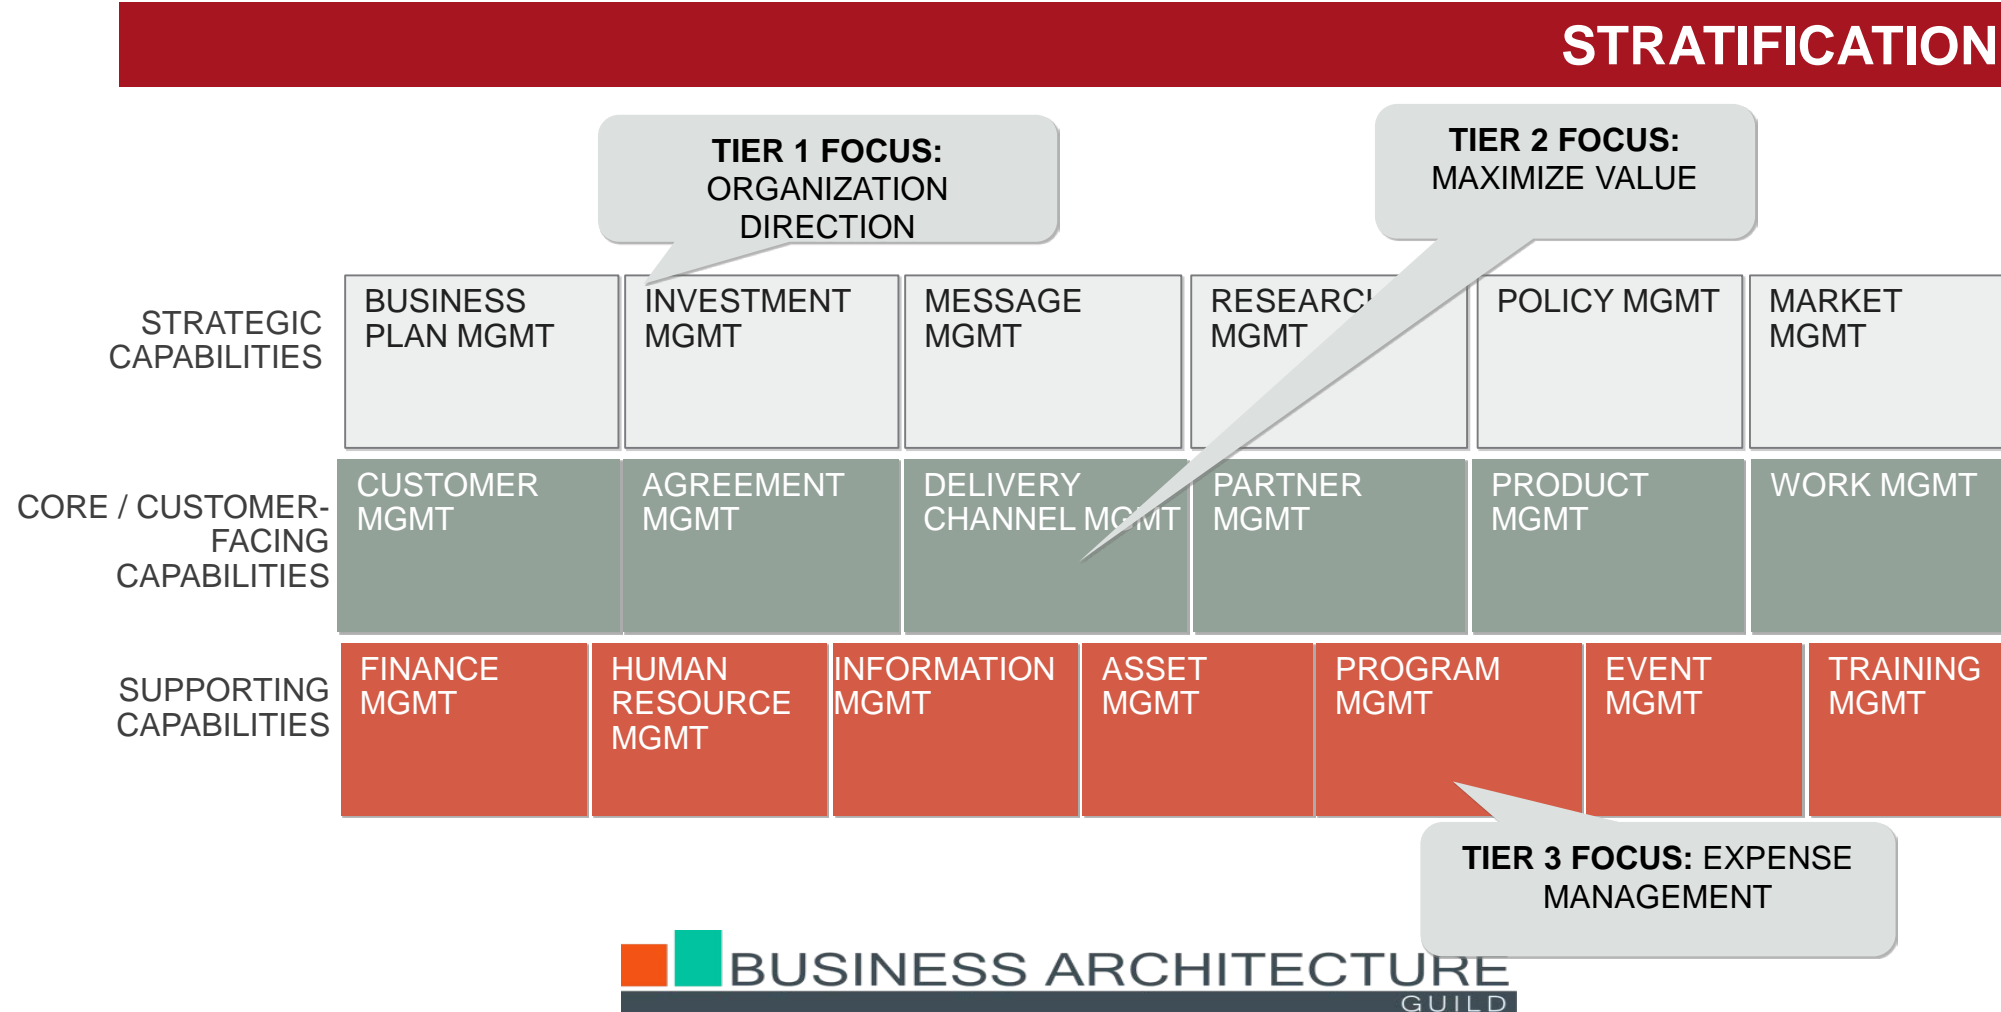 STRATIFICATION
TIER 1 FOCUS:
ORGANIZATION
DIRECTION
TIER 2 FOCUS:
MAXIMIZE VALUE
STRATEGIC
CAPABILITIES
BUSINESS
PLAN MGMT
INVESTMENT
MGMT
MESSAGE
MGMT
RESEARCH
MGMT
POLICY MGMT
MARKET
MGMT
CORE / CUSTOMER-
FACING
CAPABILITIES
CUSTOMER
MGMT
AGREEMENT
MGMT
DELIVERY
CHANNEL MGMT
PARTNER
MGMT
PRODUCT
MGMT
WORK MGMT
SUPPORTING
CAPABILITIES
FINANCE
MGMT
HUMAN
RESOURCE
MGMT
INFORMATION
MGMT
ASSET
MGMT
PROGRAM
MGMT
EVENT
MGMT
TRAINING
MGMT
TIER 3 FOCUS: EXPENSE
MANAGEMENT
BUSINESS ARCHITECTURE
GUILD